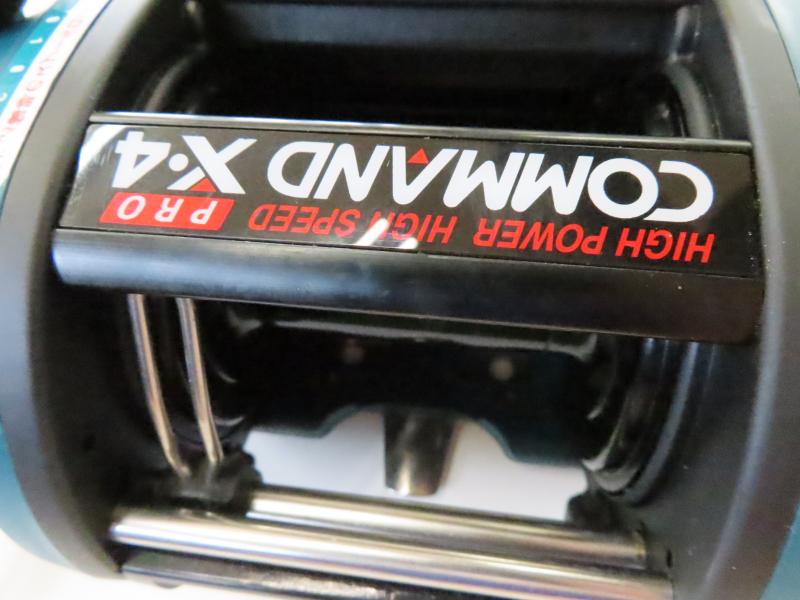 HIGH POWER HIGH SPEED PRO
COMMAND X·4